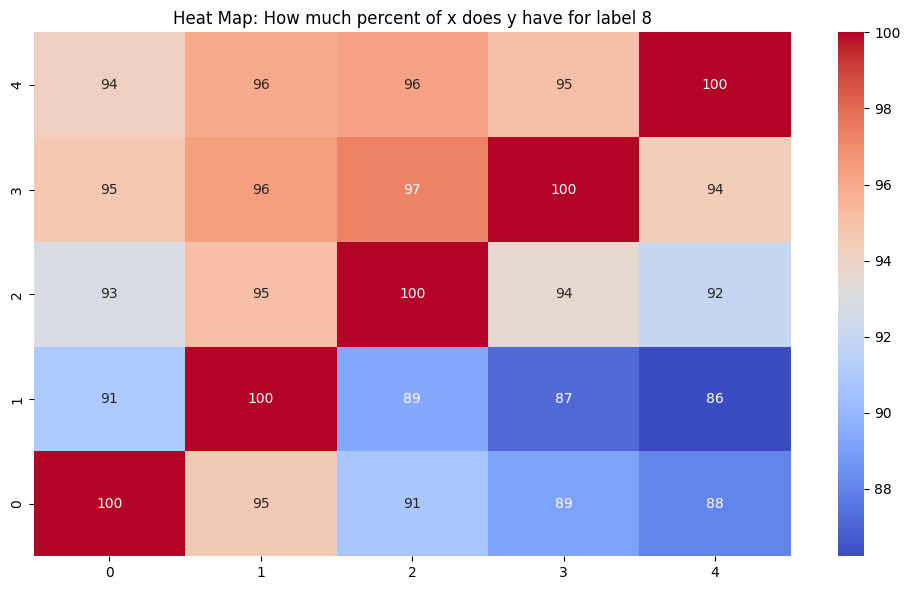 Heat Map: How much percent of x does y have for label 8
4 94 96 96 95 100
3 95 96 97 100 94
2 93 95 100 94 92
1 91 100 89 87 86
0 100 95 91 89 88
0 1 2 3 4
100
98
96
94
92
90
88